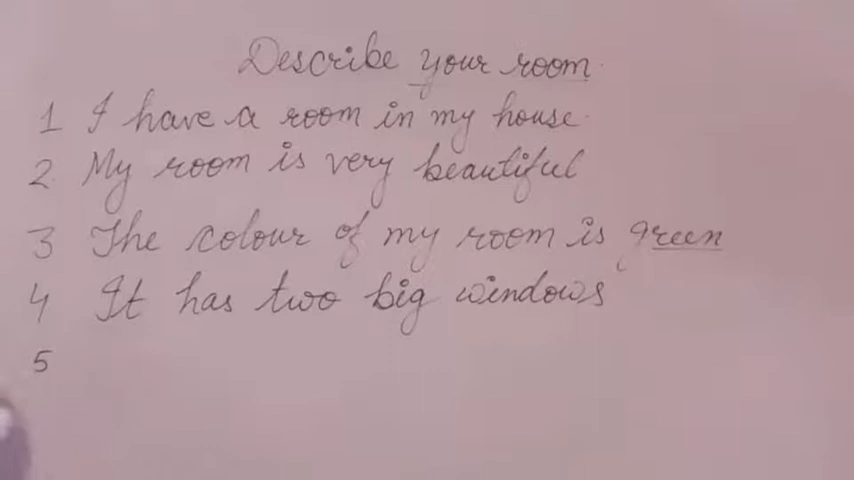 Describe your room
1 I have a room in my house
2. My room is very beautiful
3 The colour of my room is green
4 It has two big windows
5